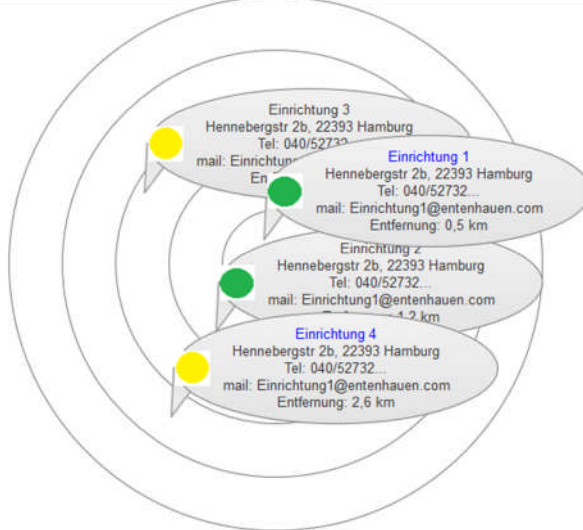 Einrichtung 3
Hennebergstr 2b, 22393 Hamburg
Tel: 040/52732
mail:
Einrichtung 1
Hennebergstr 2b, 22393 Hamburg
Tel: 040/52732...
mail: Einrichtung1@entenhauen.com
Entfernung: 0,5 km
Einrichtung 2
Hennebergstr 2b, 22393 Hamburg
Tel: 040/52732...
mail: Einrichtung1@entenhauen.com
1,2 km
Einrichtung 4
Hennebergstr 2b, 22393 Hamburg
Tel: 040/52732...
mail: Einrichtung1@entenhauen.com
Entfernung: 2,6 km